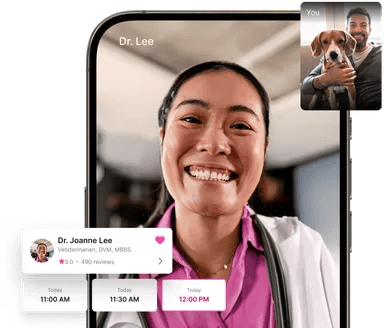 You
Dr. Lee
Dr. Joanne Lee
Vetsterinarian, DVM, MBBS
5.0 • 490 reviews
Today
11:00 AM
Today
11:30 AM
Today
12:00 PM